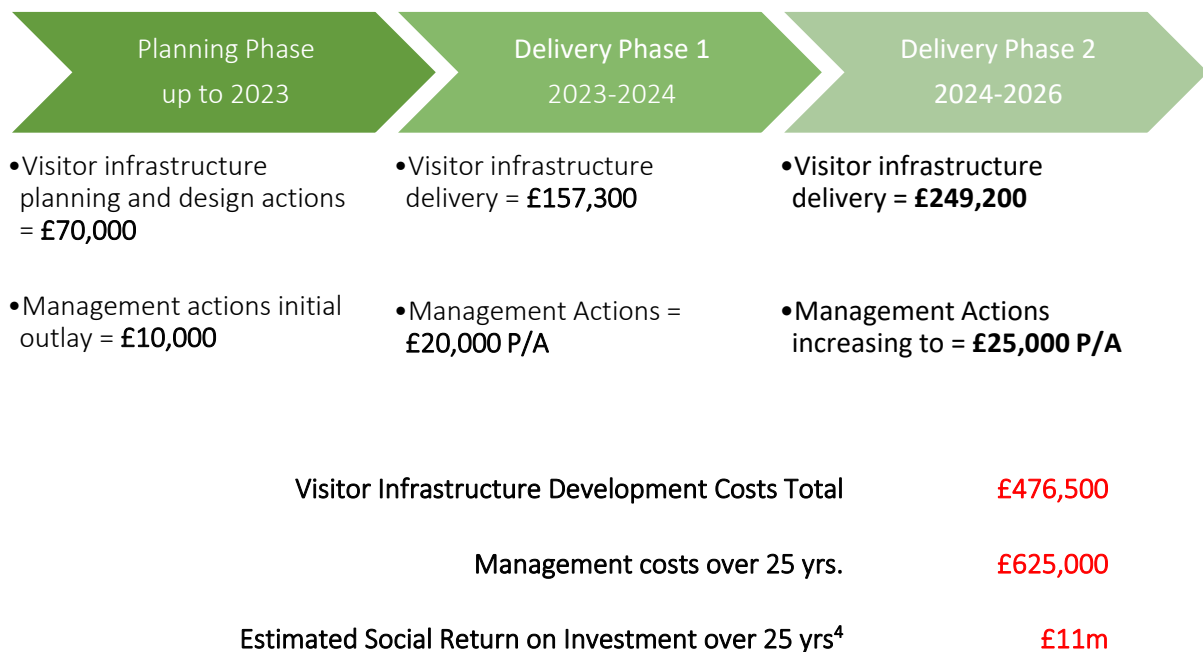 Planning Phase
up to 2023
Delivery Phase 1
2023-2024
Delivery Phase 2
2024-2026
•Visitor infrastructure
planning and design actions
= £70,000
•Management actions initial
outlay = £10,000
•Visitor infrastructure
delivery = £157,300
•Management Actions =
£20,000 P/A
•Visitor infrastructure
delivery = £249,200
•Management Actions
increasing to = £25,000 P/A
Visitor Infrastructure Development Costs Total £476,500
Management costs over 25 yrs. £625,000
Estimated Social Return on Investment over 25 yrs⁴ £11m